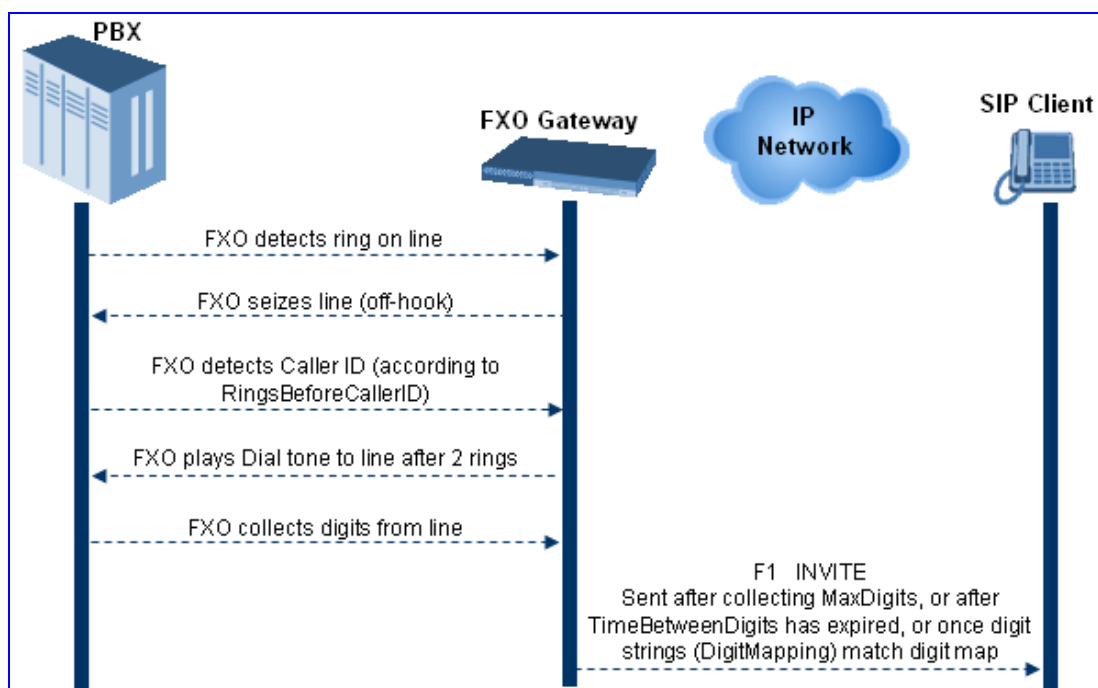 PBX
FXO Gateway
IP
Network
SIP Client
FXO detects ring on line
FXO seizes line (off-hook)
FXO detects Caller ID (according to
RingsBeforeCallerID)
FXO plays Dial tone to line after 2 rings
FXO collects digits from line
F1 INVITE
Sent after collecting MaxDigits, or after
TimeBetweenDigits has expired, or once digit
strings (DigitMapping) match digit map